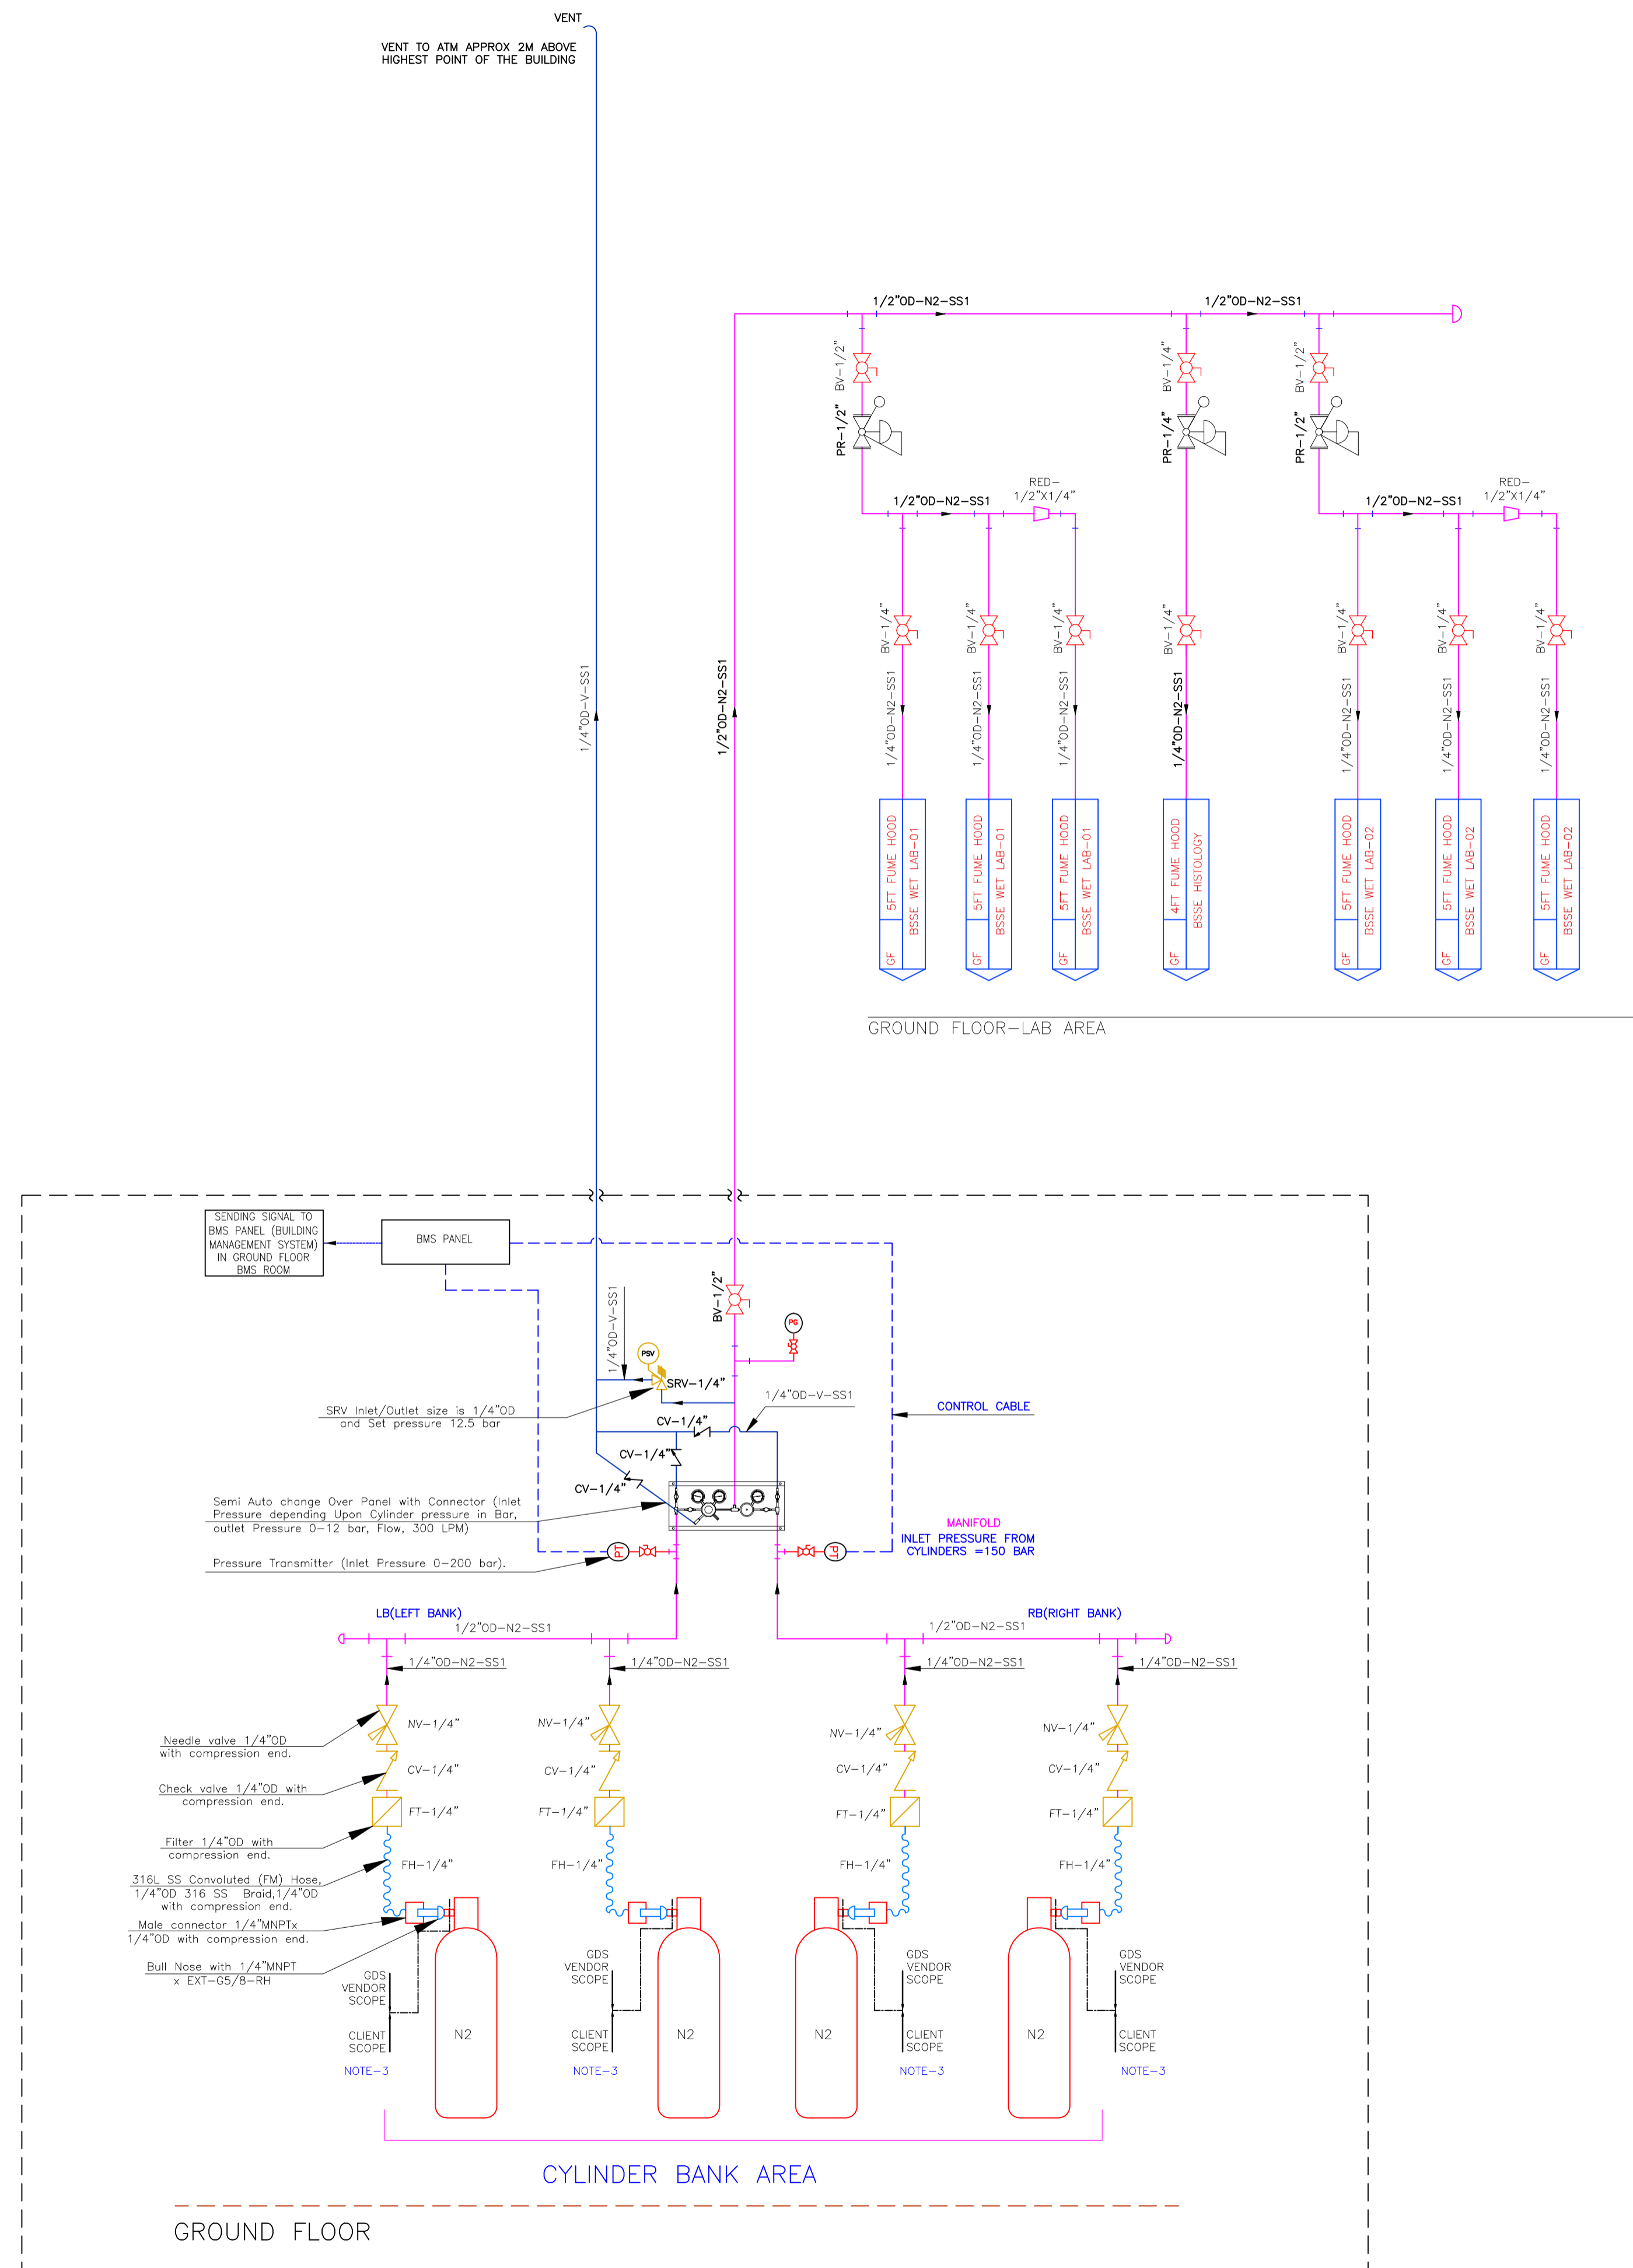 VENT
VENT TO ATM APPROX 2M ABOVE
HIGHEST POINT OF THE BUILDING
1/2"OD-N2-SS1
1/2"OD-N2-SS1
BV-1/2"
BV-1/4"
BV-1/2"
PR-1/2"
PR-1/4"
PR-1/2"
RED-
1/2"X1/4"
RED-
1/2"X1/4"
1/2"OD-N2-SS1
1/2"OD-N2-SS1
BV-1/4"
BV-1/4"
BV-1/4"
BV-1/4"
BV-1/4"
BV-1/4"
BV-1/4"
1/4"OD-V-SS1
1/2"OD-N2-SS1
1/4"OD-N2-SS1
1/4"OD-N2-SS1
1/4"OD-N2-SS1
1/4"OD-N2-SS1
1/4"OD-N2-SS1
1/4"OD-N2-SS1
1/4"OD-N2-SS1
GF 5FT FUME HOOD
BSSE WET LAB-01
GF 5FT FUME HOOD
BSSE WET LAB-01
GF 5FT FUME HOOD
BSSE WET LAB-01
GF 4FT FUME HOOD
BSSE HISTOLOGY
GF 5FT FUME HOOD
BSSE WET LAB-02
GF 5FT FUME HOOD
BSSE WET LAB-02
GF 5FT FUME HOOD
BSSE WET LAB-02
GROUND FLOOR-LAB AREA
SENDING SIGNAL TO
BMS PANEL (BUILDING
MANAGEMENT SYSTEM)
IN GROUND FLOOR
BMS ROOM
BMS PANEL
BV-1/2"
1/4"OD-V-SS1
PG
PSV
SRV-1/4"
1/4"OD-V-SS1
SRV Inlet/Outlet size is 1/4"OD
and Set pressure 12.5 bar
CONTROL CABLE
CV-1/4"
CV-1/4"
CV-1/4"
Semi Auto change Over Panel with Connector (Inlet
Pressure depending Upon Cylinder pressure in Bar,
outlet Pressure 0-12 bar, Flow, 300 LPM)
MANIFOLD
INLET PRESSURE FROM
CYLINDERS =150 BAR
PT
PT
Pressure Transmitter (Inlet Pressure 0-200 bar).
LB(LEFT BANK)
RB(RIGHT BANK)
1/2"OD-N2-SS1
1/2"OD-N2-SS1
1/4"OD-N2-SS1
1/4"OD-N2-SS1
1/4"OD-N2-SS1
1/4"OD-N2-SS1
NV-1/4"
NV-1/4"
NV-1/4"
NV-1/4"
Needle valve 1/4"OD
with compression end.
CV-1/4"
CV-1/4"
CV-1/4"
CV-1/4"
Check valve 1/4"OD with
compression end.
FT-1/4"
FT-1/4"
FT-1/4"
FT-1/4"
Filter 1/4"OD with
compression end.
FH-1/4"
FH-1/4"
FH-1/4"
FH-1/4"
316L SS Convoluted (FM) Hose,
1/4"OD 316 SS Braid,1/4"OD
with compression end.
Male connector 1/4"MNPTx
1/4"OD with compression end.
Bull Nose with 1/4"MNPT
x EXT-G5/8-RH
GDS
VENDOR
SCOPE
CLIENT
SCOPE
NOTE-3
N2
GDS
VENDOR
SCOPE
CLIENT
SCOPE
NOTE-3
N2
N2
GDS
VENDOR
SCOPE
CLIENT
SCOPE
NOTE-3
N2
GDS
VENDOR
SCOPE
CLIENT
SCOPE
NOTE-3
CYLINDER BANK AREA
GROUND FLOOR